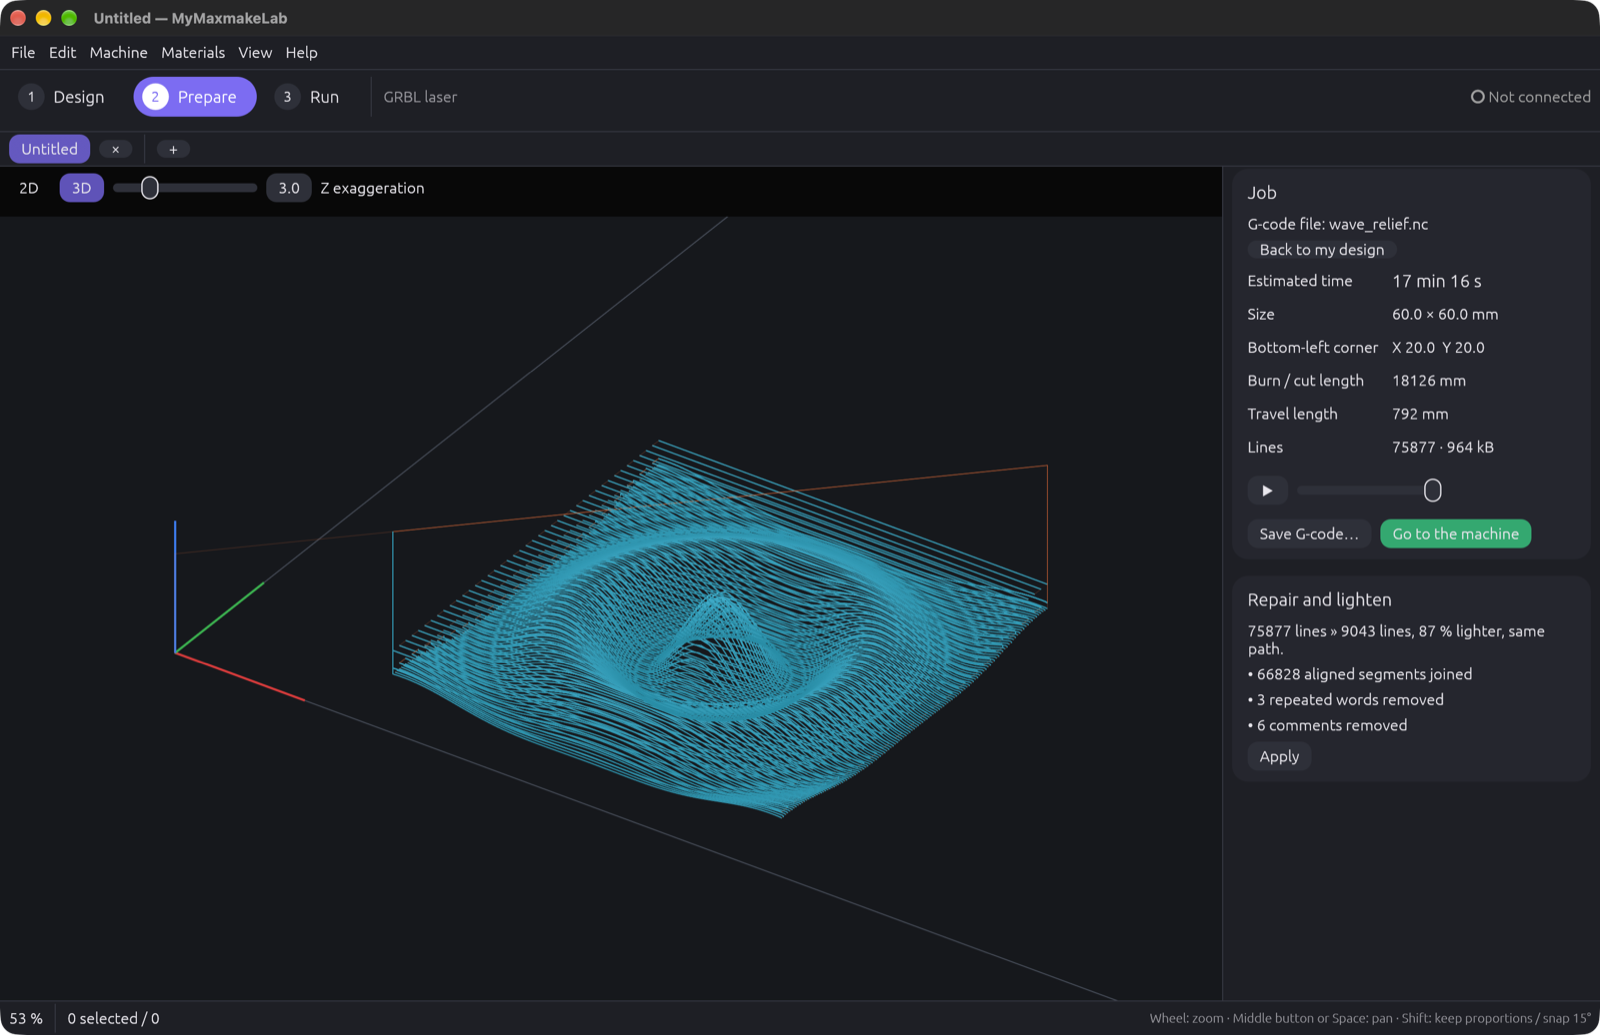 Untitled — MyMaxmakeLab
File Edit Machine Materials View Help
1 Design 2 Prepare 3 Run GRBL laser Not connected
Untitled × +
2D 3D 3.0 Z exaggeration
Job
G-code file: wave_relief.nc
Back to my design
Estimated time 17 min 16 s
Size 60.0 × 60.0 mm
Bottom-left corner X 20.0 Y 20.0
Burn / cut length 18126 mm
Travel length 792 mm
Lines 75877 · 964 kB
Save G-code... Go to the machine
Repair and lighten
75877 lines » 9043 lines, 87 % lighter, same
path.
• 66828 aligned segments joined
• 3 repeated words removed
• 6 comments removed
Apply
53 % 0 selected / 0 Wheel: zoom · Middle button or Space: pan · Shift: keep proportions / snap 15°